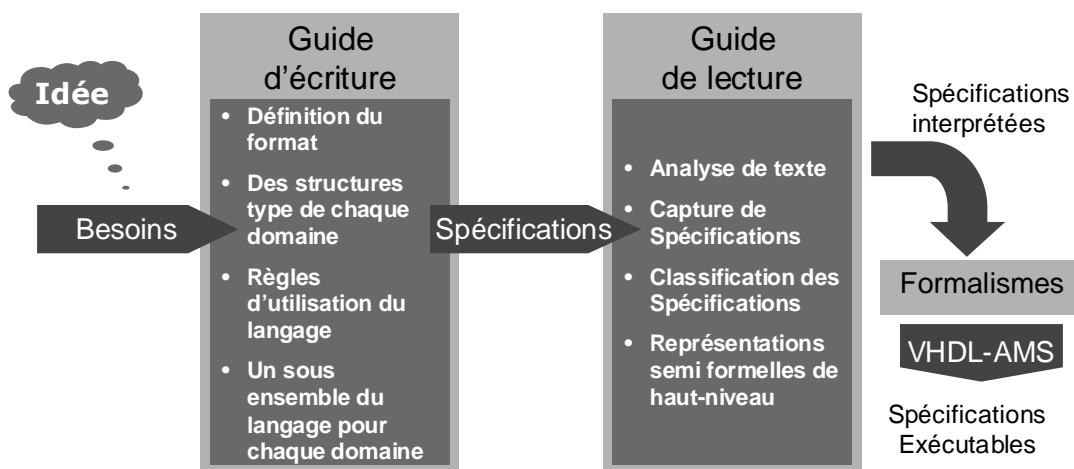 Idée
Besoins
Guide
d’écriture
• Définition du
format
• Des structures
type de chaque
domaine
• Règles
d’utilisation du
langage
• Un sous
ensemble du
langage pour
chaque domaine
Spécifications
Guide
de lecture
• Analyse de texte
• Capture de
Spécifications
• Classification des
Spécifications
• Représentations
semi formelles de
haut-niveau
Spécifications
interprétées
Formalismes
VHDL-AMS
Spécifications
Exécutables